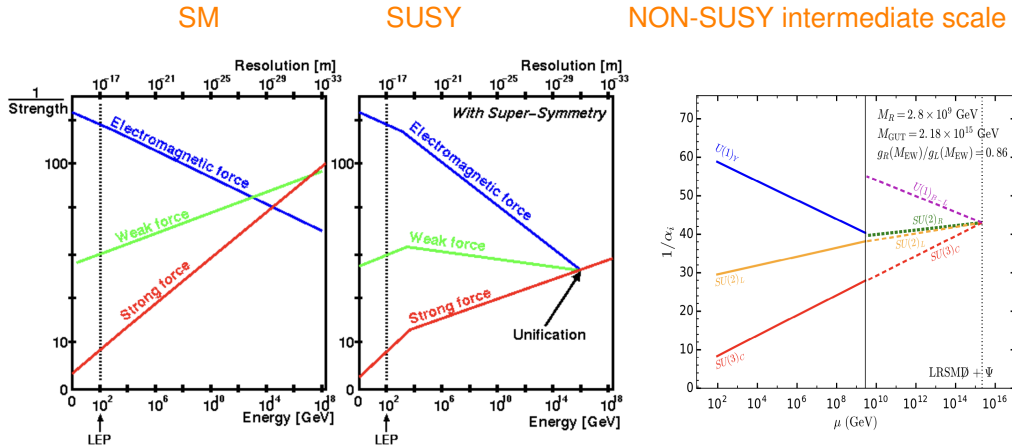 SM
SUSY
NON-SUSY intermediate scale
Resolution [m]
10⁻¹⁷ 10⁻²¹ 10⁻²⁵ 10⁻²⁹ 10⁻³³
1
Strength
Electromagnetic force
100
Weak force
Strong force
10
0
0 10² 10⁶ 10¹⁰ 10¹⁴ 10¹⁸
Energy [GeV]
LEP
Resolution [m]
10⁻¹⁷ 10⁻²¹ 10⁻²⁵ 10⁻²⁹ 10⁻³³
With Super-Symmetry
Electromagnetic force
100
Weak force
Strong force
Unification
10
0
0 10² 10⁶ 10¹⁰ 10¹⁴ 10¹⁸
Energy [GeV]
LEP
M_R = 2.8 × 10⁹ GeV
M_GUT = 2.18 × 10¹⁵ GeV
g_R(M_EW)/g_L(M_EW) = 0.86
1/α_i
70
60
50
40
30
20
10
0
U(1)_Y
U(1)_{B-L}
SU(2)_R
SU(2)_L
SU(2)_L
SU(3)_C
SU(3)_C
LRSMD̸ + Ψ
10² 10⁴ 10⁶ 10⁸ 10¹⁰ 10¹² 10¹⁴ 10¹⁶
μ (GeV)